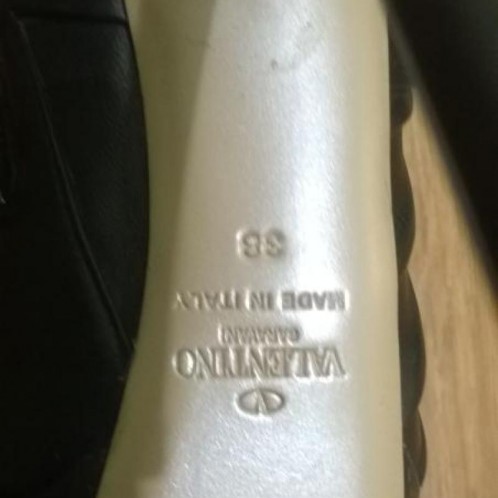 V
VALENTINO
GARAVANI
MADE IN ITALY
38